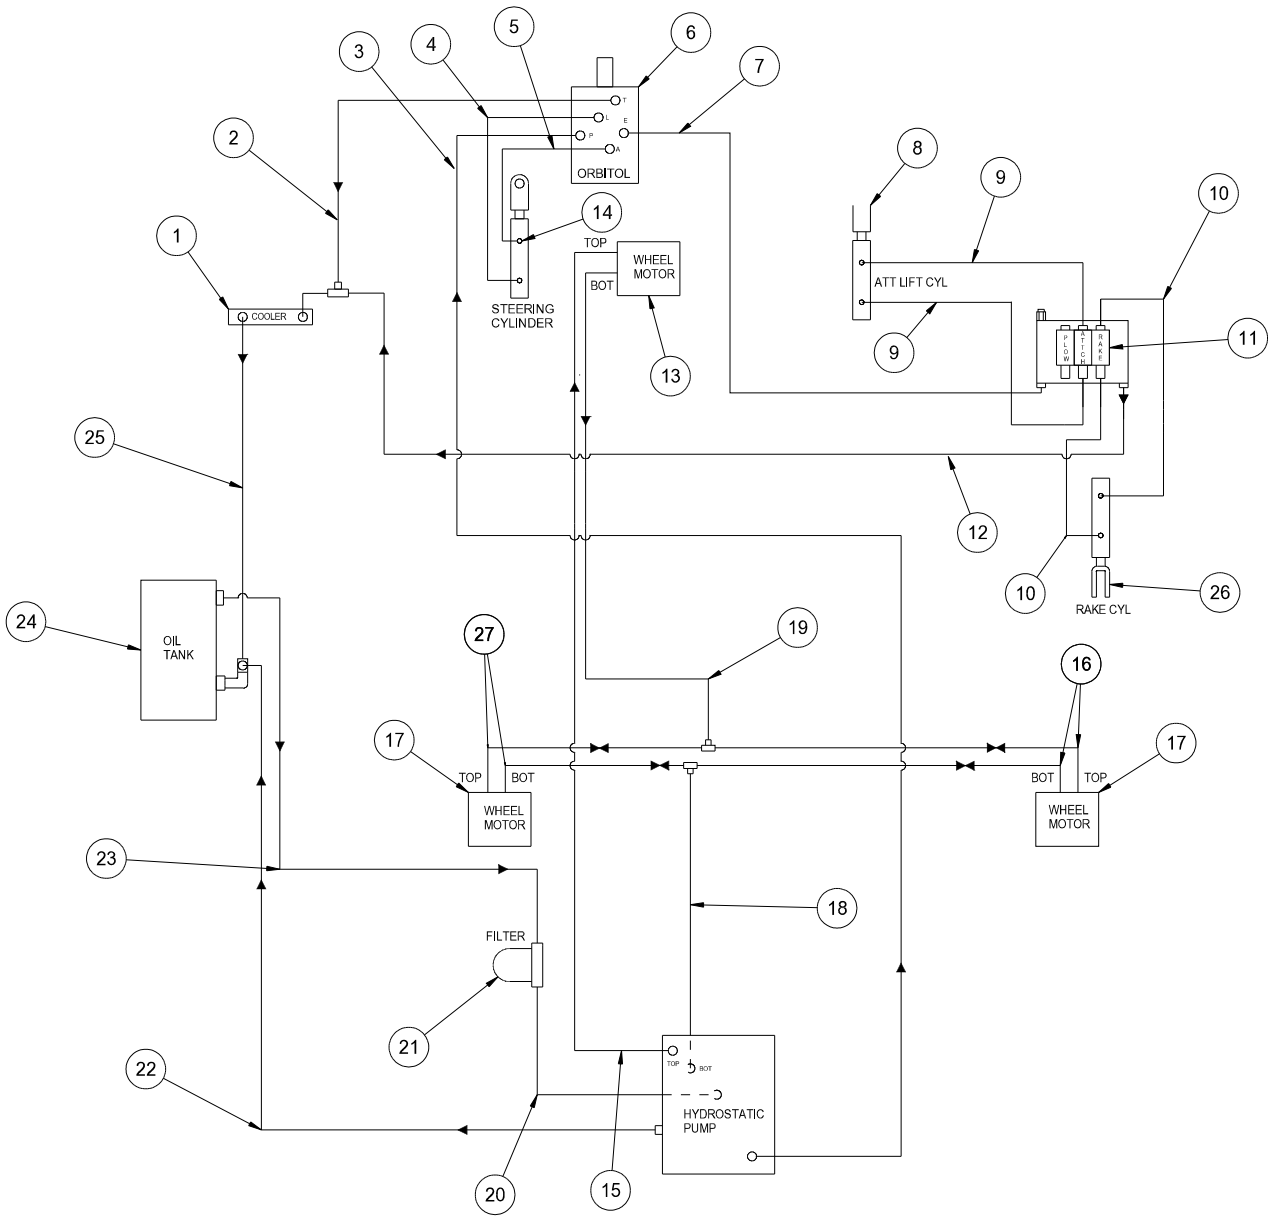 5
6
4
3
7
T
L
E
P
A
2
8
9
10
ORBITOL
14
1
TOP
WHEEL
MOTOR
BOT
ATT LIFT CYL
COOLER
STEERING
CYLINDER
9
PLOW
ATTCH
RAKE
11
13
25
12
10
26
RAKE CYL
24
OIL
TANK
27
19
16
17
17
TOP
BOT
BOT
TOP
WHEEL
MOTOR
WHEEL
MOTOR
23
18
FILTER
21
22
TOP
BOT
HYDROSTATIC
PUMP
20
15